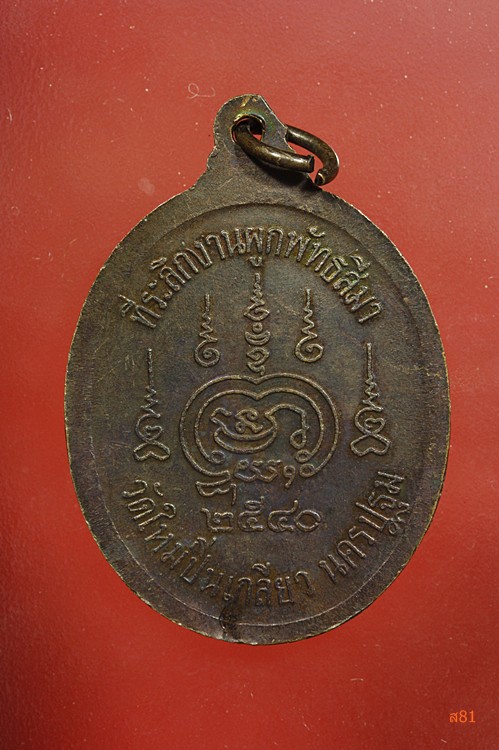 ที่ระลึกงานผูกพัทธสีมา
๒๕๔๐
วัดใหม่ปิ่นเกลียว นครปฐม
ส81